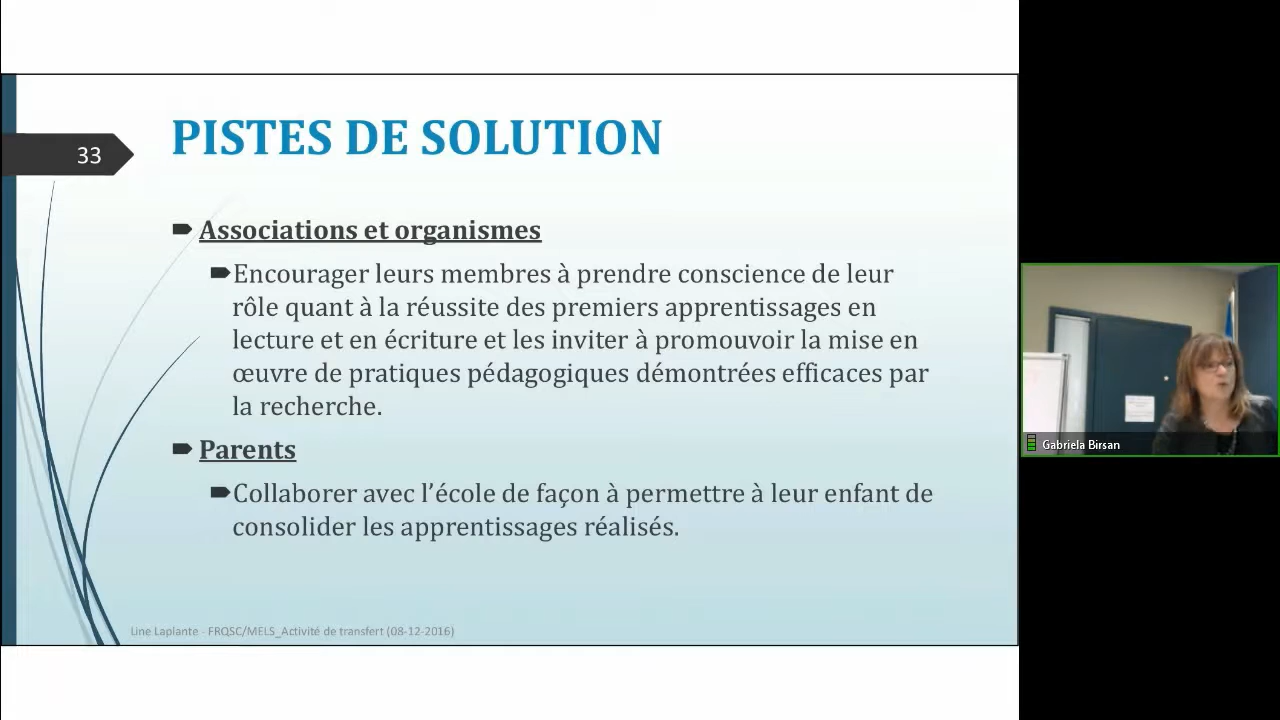 33
PISTES DE SOLUTION
Associations et organismes
Encourager leurs membres à prendre conscience de leur
rôle quant à la réussite des premiers apprentissages en
lecture et en écriture et les inviter à promouvoir la mise en
œuvre de pratiques pédagogiques démontrées efficaces par
la recherche.
Parents
Collaborer avec l’école de façon à permettre à leur enfant de
consolider les apprentissages réalisés.
Line Laplante - FRQSC/MELS_Activité de transfert (08-12-2016)
Gabriela Birsan